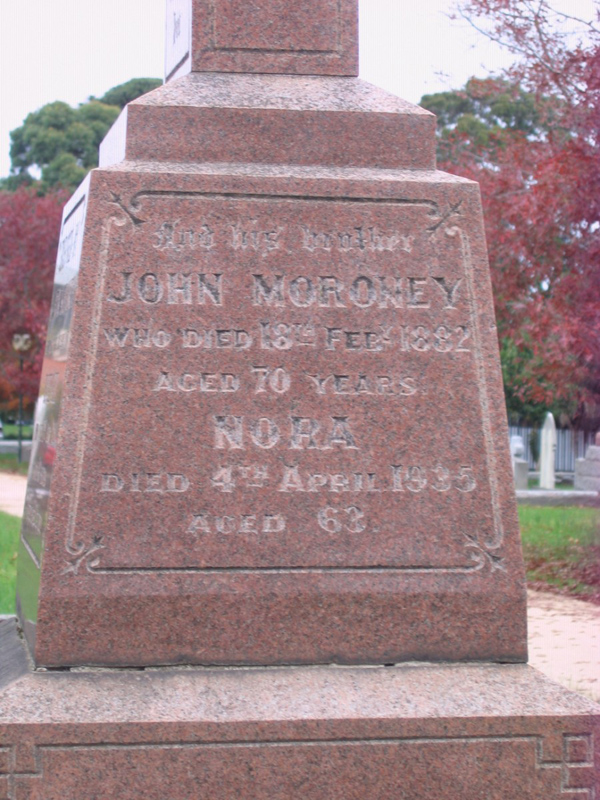 And his brother
JOHN MORONEY
WHO DIED 18TH FEBY 1882
AGED 70 YEARS
NORA
DIED 4TH APRIL 1935
AGED 63.